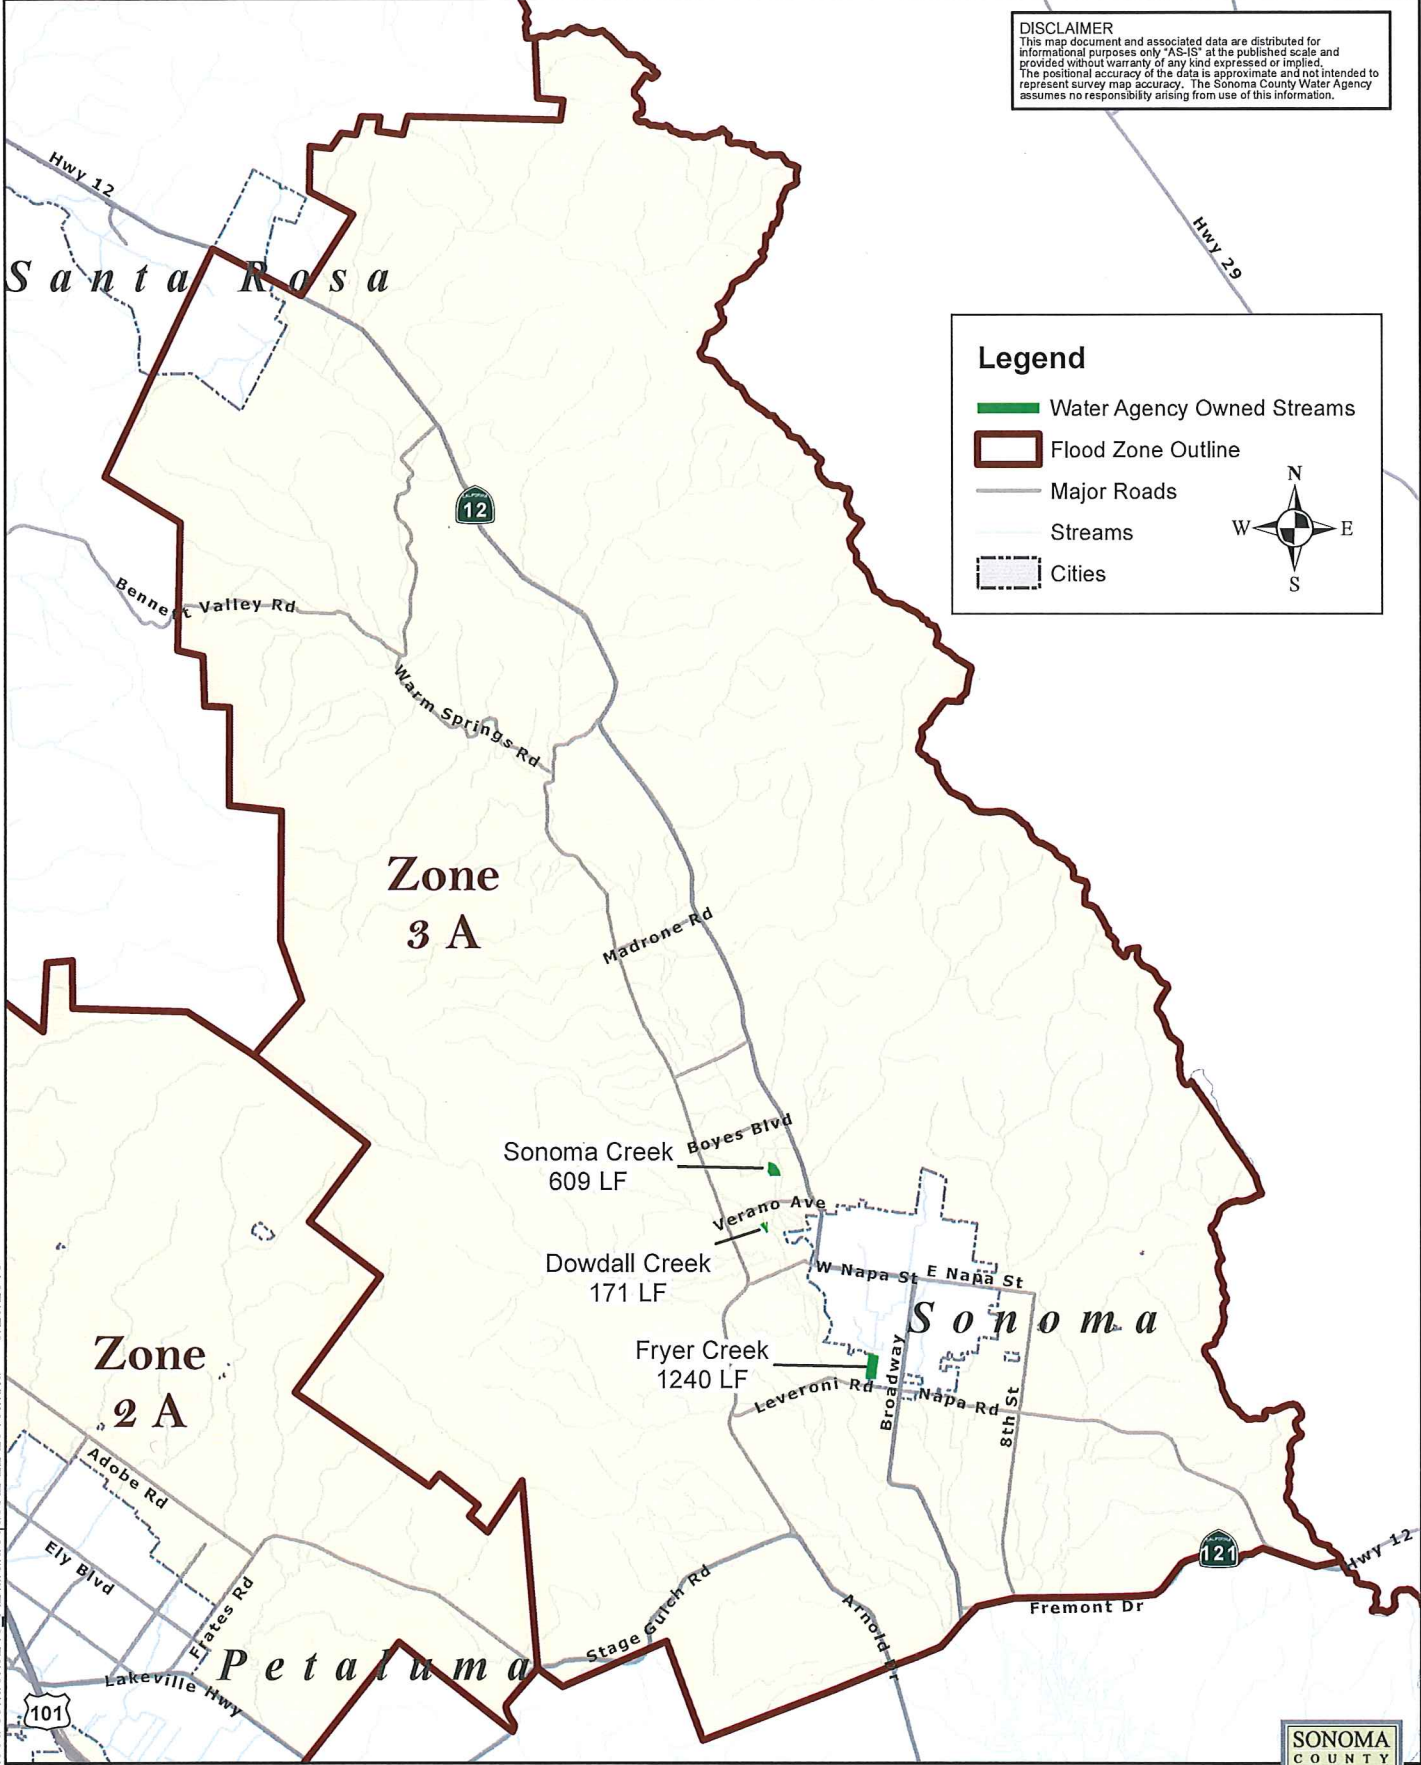 DISCLAIMER
This map document and associated data are distributed for
informational purposes only "AS-IS" at the published scale and
provided without warranty of any kind expressed or implied.
The positional accuracy of the data is approximate and not intended to
represent survey map accuracy. The Sonoma County Water Agency
assumes no responsibility arising from use of this information.
Hwy 12
Hwy 29
Santa Rosa
Legend
Water Agency Owned Streams
Flood Zone Outline
Major Roads
Streams
Cities
N
W
E
S
CALIFORNIA
12
Bennett Valley Rd
Warm Springs Rd
Zone
3 A
Madrone Rd
Boyes Blvd
Sonoma Creek
609 LF
Verano Ave
Dowdall Creek
171 LF
W Napa St
E Napa St
Sonoma
Fryer Creek
1240 LF
Leveroni Rd
Broadway
Napa Rd
8th St
Zone
2 A
Adobe Rd
Ely Blvd
Frates Rd
Petaluma
Lakeville Hwy
101
Stage Gulch Rd
Arnold Dr
Fremont Dr
CALIFORNIA
121
Hwy 12
SONOMA
COUNTY